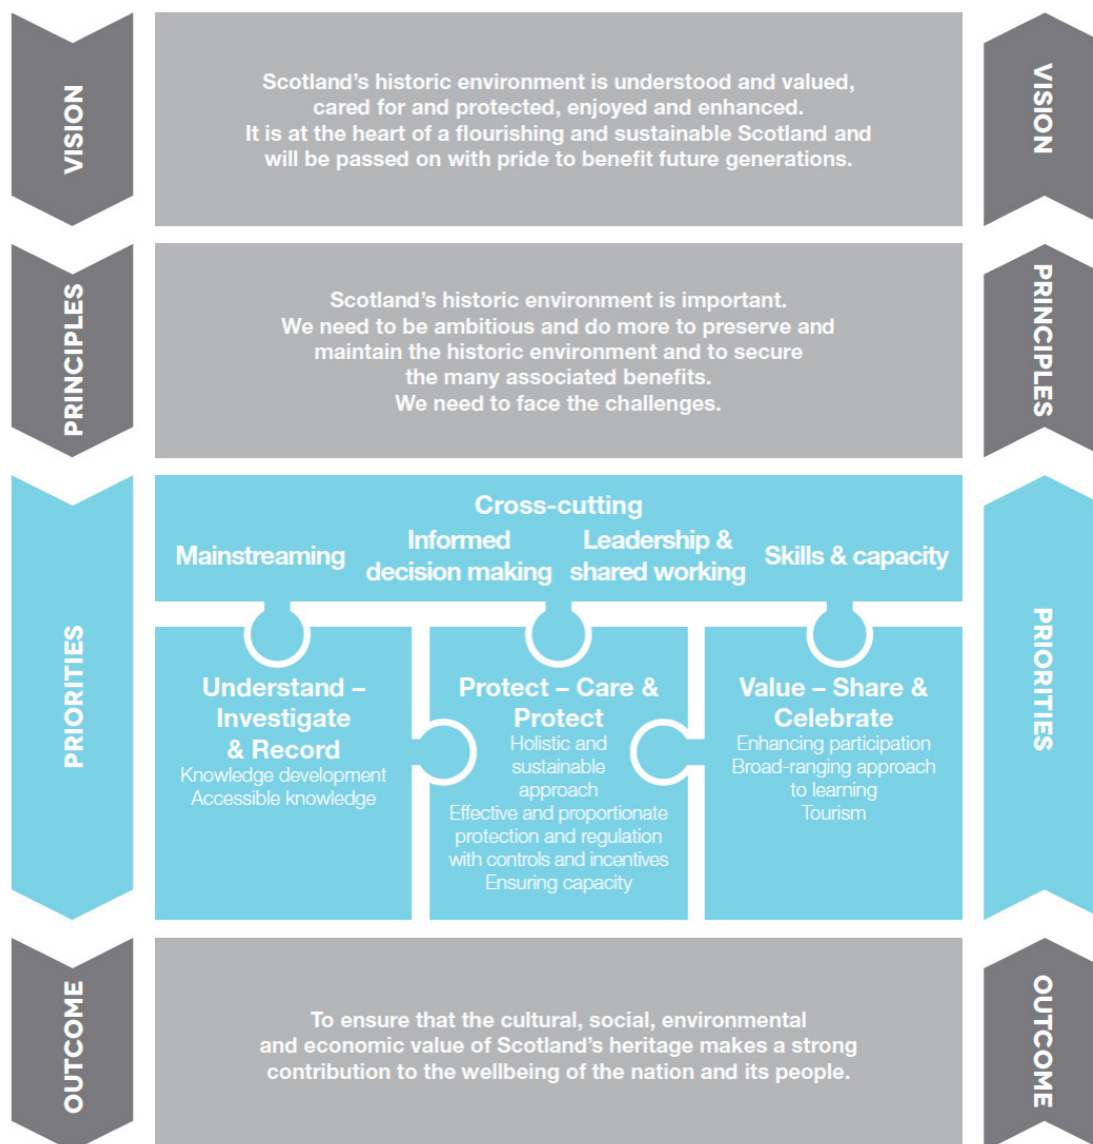 VISION
Scotland’s historic environment is understood and valued,
cared for and protected, enjoyed and enhanced.
It is at the heart of a flourishing and sustainable Scotland and
will be passed on with pride to benefit future generations.
VISION
PRINCIPLES
Scotland’s historic environment is important.
We need to be ambitious and do more to preserve and
maintain the historic environment and to secure
the many associated benefits.
We need to face the challenges.
PRINCIPLES
PRIORITIES
Cross-cutting
Mainstreaming
Informed
decision making
Leadership &
shared working
Skills & capacity
Understand –
Investigate
& Record
Knowledge development
Accessible knowledge
Protect – Care &
Protect
Holistic and
sustainable
approach
Effective and proportionate
protection and regulation
with controls and incentives
Ensuring capacity
Value – Share &
Celebrate
Enhancing participation
Broad-ranging approach
to learning
Tourism
PRIORITIES
OUTCOME
To ensure that the cultural, social, environmental
and economic value of Scotland’s heritage makes a strong
contribution to the wellbeing of the nation and its people.
OUTCOME